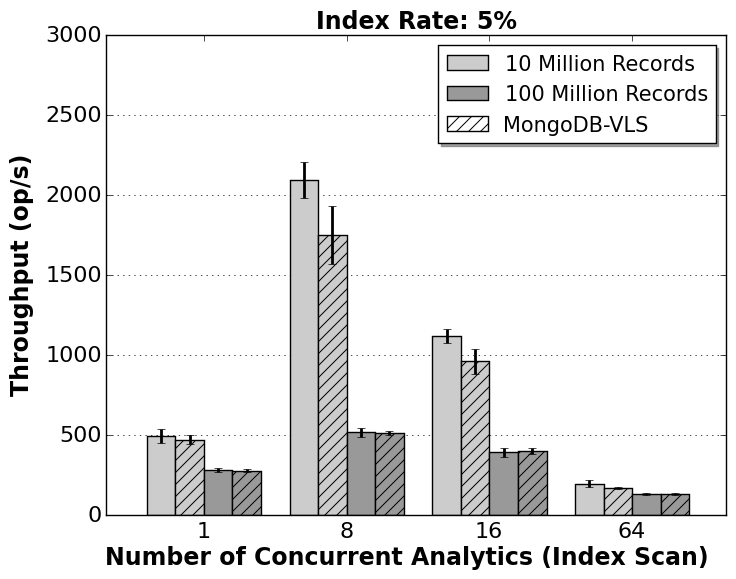 Index Rate: 5%
3000
2500
2000
1500
1000
500
0
Throughput (op/s)
10 Million Records
100 Million Records
MongoDB-VLS
1 8 16 64
Number of Concurrent Analytics (Index Scan)